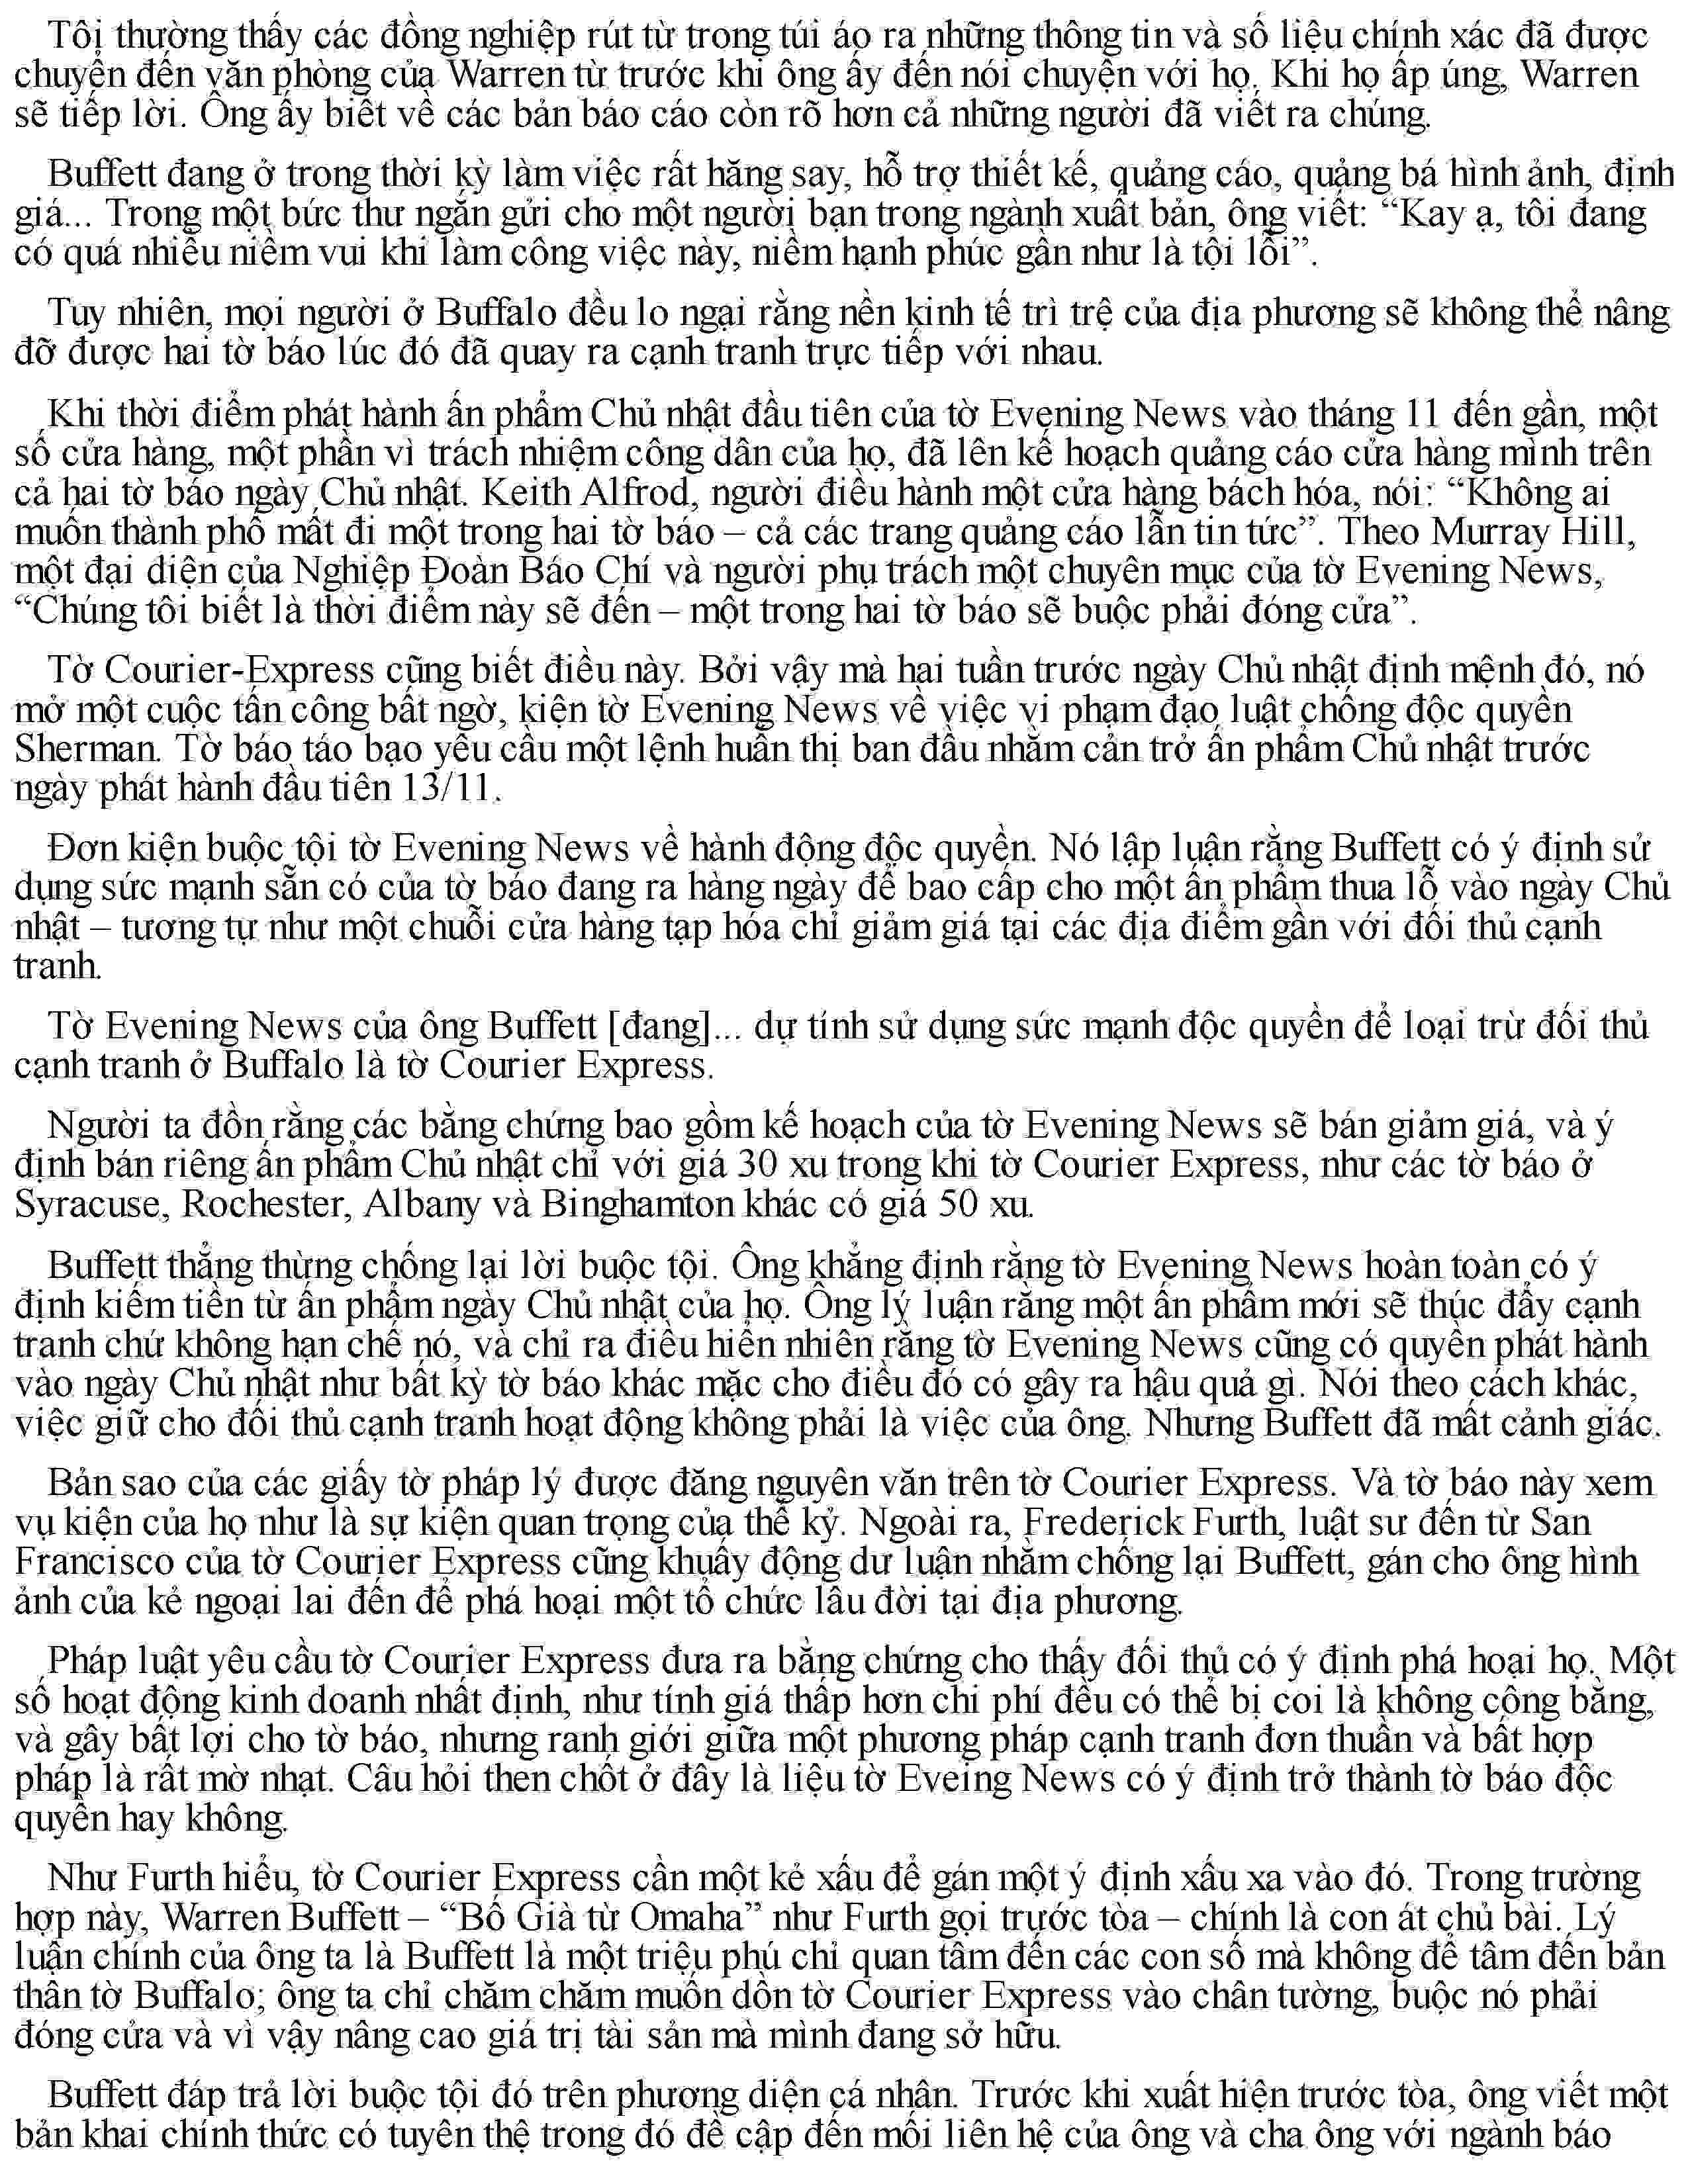 Tôi thường thấy các đồng nghiệp rút từ trong túi áo ra những thông tin và số liệu chính xác đã được
chuyển đến văn phòng của Warren từ trước khi ông ấy đến nói chuyện với họ. Khi họ ấp úng, Warren
sẽ tiếp lời. Ông ấy biết về các bản báo cáo còn rõ hơn cả những người đã viết ra chúng.
Buffett đang ở trong thời kỳ làm việc rất hăng say, hỗ trợ thiết kế, quảng cáo, quảng bá hình ảnh, định
giá... Trong một bức thư ngắn gửi cho một người bạn trong ngành xuất bản, ông viết: “Kay ạ, tôi đang
có quá nhiều niềm vui khi làm công việc này, niềm hạnh phúc gần như là tội lỗi”.
Tuy nhiên, mọi người ở Buffalo đều lo ngại rằng nền kinh tế trì trệ của địa phương sẽ không thể nâng
đỡ được hai tờ báo lúc đó đã quay ra cạnh tranh trực tiếp với nhau.
Khi thời điểm phát hành ấn phẩm Chủ nhật đầu tiên của tờ Evening News vào tháng 11 đến gần, một
số cửa hàng, một phần vì trách nhiệm công dân của họ, đã lên kế hoạch quảng cáo cửa hàng mình trên
cả hai tờ báo ngày Chủ nhật. Keith Alfrod, người điều hành một cửa hàng bách hóa, nói: “Không ai
muốn thành phố mất đi một trong hai tờ báo – cả các trang quảng cáo lẫn tin tức”. Theo Murray Hill,
một đại diện của Nghiệp Đoàn Báo Chí và người phụ trách một chuyên mục của tờ Evening News,
“Chúng tôi biết là thời điểm này sẽ đến – một trong hai tờ báo sẽ buộc phải đóng cửa”.
Tờ Courier-Express cũng biết điều này. Bởi vậy mà hai tuần trước ngày Chủ nhật định mệnh đó, nó
mở một cuộc tấn công bất ngờ, kiện tờ Evening News về việc vi phạm đạo luật chống độc quyền
Sherman. Tờ báo táo bạo yêu cầu một lệnh huấn thị ban đầu nhằm cản trở ấn phẩm Chủ nhật trước
ngày phát hành đầu tiên 13/11.
Đơn kiện buộc tội tờ Evening News về hành động độc quyền. Nó lập luận rằng Buffett có ý định sử
dụng sức mạnh sẵn có của tờ báo đang ra hàng ngày để bao cấp cho một ấn phẩm thua lỗ vào ngày Chủ
nhật – tương tự như một chuỗi cửa hàng tạp hóa chỉ giảm giá tại các địa điểm gần với đối thủ cạnh
tranh.
Tờ Evening News của ông Buffett [đang]... dự tính sử dụng sức mạnh độc quyền để loại trừ đối thủ
cạnh tranh ở Buffalo là tờ Courier Express.
Người ta đồn rằng các bằng chứng bao gồm kế hoạch của tờ Evening News sẽ bán giảm giá, và ý
định bán riêng ấn phẩm Chủ nhật chỉ với giá 30 xu trong khi tờ Courier Express, như các tờ báo ở
Syracuse, Rochester, Albany và Binghamton khác có giá 50 xu.
Buffett thẳng thừng chống lại lời buộc tội. Ông khẳng định rằng tờ Evening News hoàn toàn có ý
định kiếm tiền từ ấn phẩm ngày Chủ nhật của họ. Ông lý luận rằng một ấn phẩm mới sẽ thúc đẩy cạnh
tranh chứ không hạn chế nó, và chỉ ra điều hiển nhiên rằng tờ Evening News cũng có quyền phát hành
vào ngày Chủ nhật như bất kỳ tờ báo khác mặc cho điều đó có gây ra hậu quả gì. Nói theo cách khác,
việc giữ cho đối thủ cạnh tranh hoạt động không phải là việc của ông. Nhưng Buffett đã mất cảnh giác.
Bản sao của các giấy tờ pháp lý được đăng nguyên văn trên tờ Courier Express. Và tờ báo này xem
vụ kiện của họ như là sự kiện quan trọng của thế kỷ. Ngoài ra, Frederick Furth, luật sư đến từ San
Francisco của tờ Courier Express cũng khuấy động dư luận nhằm chống lại Buffett, gán cho ông hình
ảnh của kẻ ngoại lai đến để phá hoại một tổ chức lâu đời tại địa phương.
Pháp luật yêu cầu tờ Courier Express đưa ra bằng chứng cho thấy đối thủ có ý định phá hoại họ. Một
số hoạt động kinh doanh nhất định, như tính giá thấp hơn chi phí đều có thể bị coi là không công bằng,
và gây bất lợi cho tờ báo, nhưng ranh giới giữa một phương pháp cạnh tranh đơn thuần và bất hợp
pháp là rất mờ nhạt. Câu hỏi then chốt ở đây là liệu tờ Eveing News có ý định trở thành tờ báo độc
quyền hay không.
Như Furth hiểu, tờ Courier Express cần một kẻ xấu để gán một ý định xấu xa vào đó. Trong trường
hợp này, Warren Buffett – “Bố Già từ Omaha” như Furth gọi trước tòa – chính là con át chủ bài. Lý
luận chính của ông ta là Buffett là một triệu phú chỉ quan tâm đến các con số mà không để tâm đến bản
thân tờ Buffalo; ông ta chỉ chăm chăm muốn dồn tờ Courier Express vào chân tường, buộc nó phải
đóng cửa và vì vậy nâng cao giá trị tài sản mà mình đang sở hữu.
Buffett đáp trả lời buộc tội đó trên phương diện cá nhân. Trước khi xuất hiện trước tòa, ông viết một
bản khai chính thức có tuyên thệ trong đó đề cập đến mối liên hệ của ông và cha ông với ngành báo